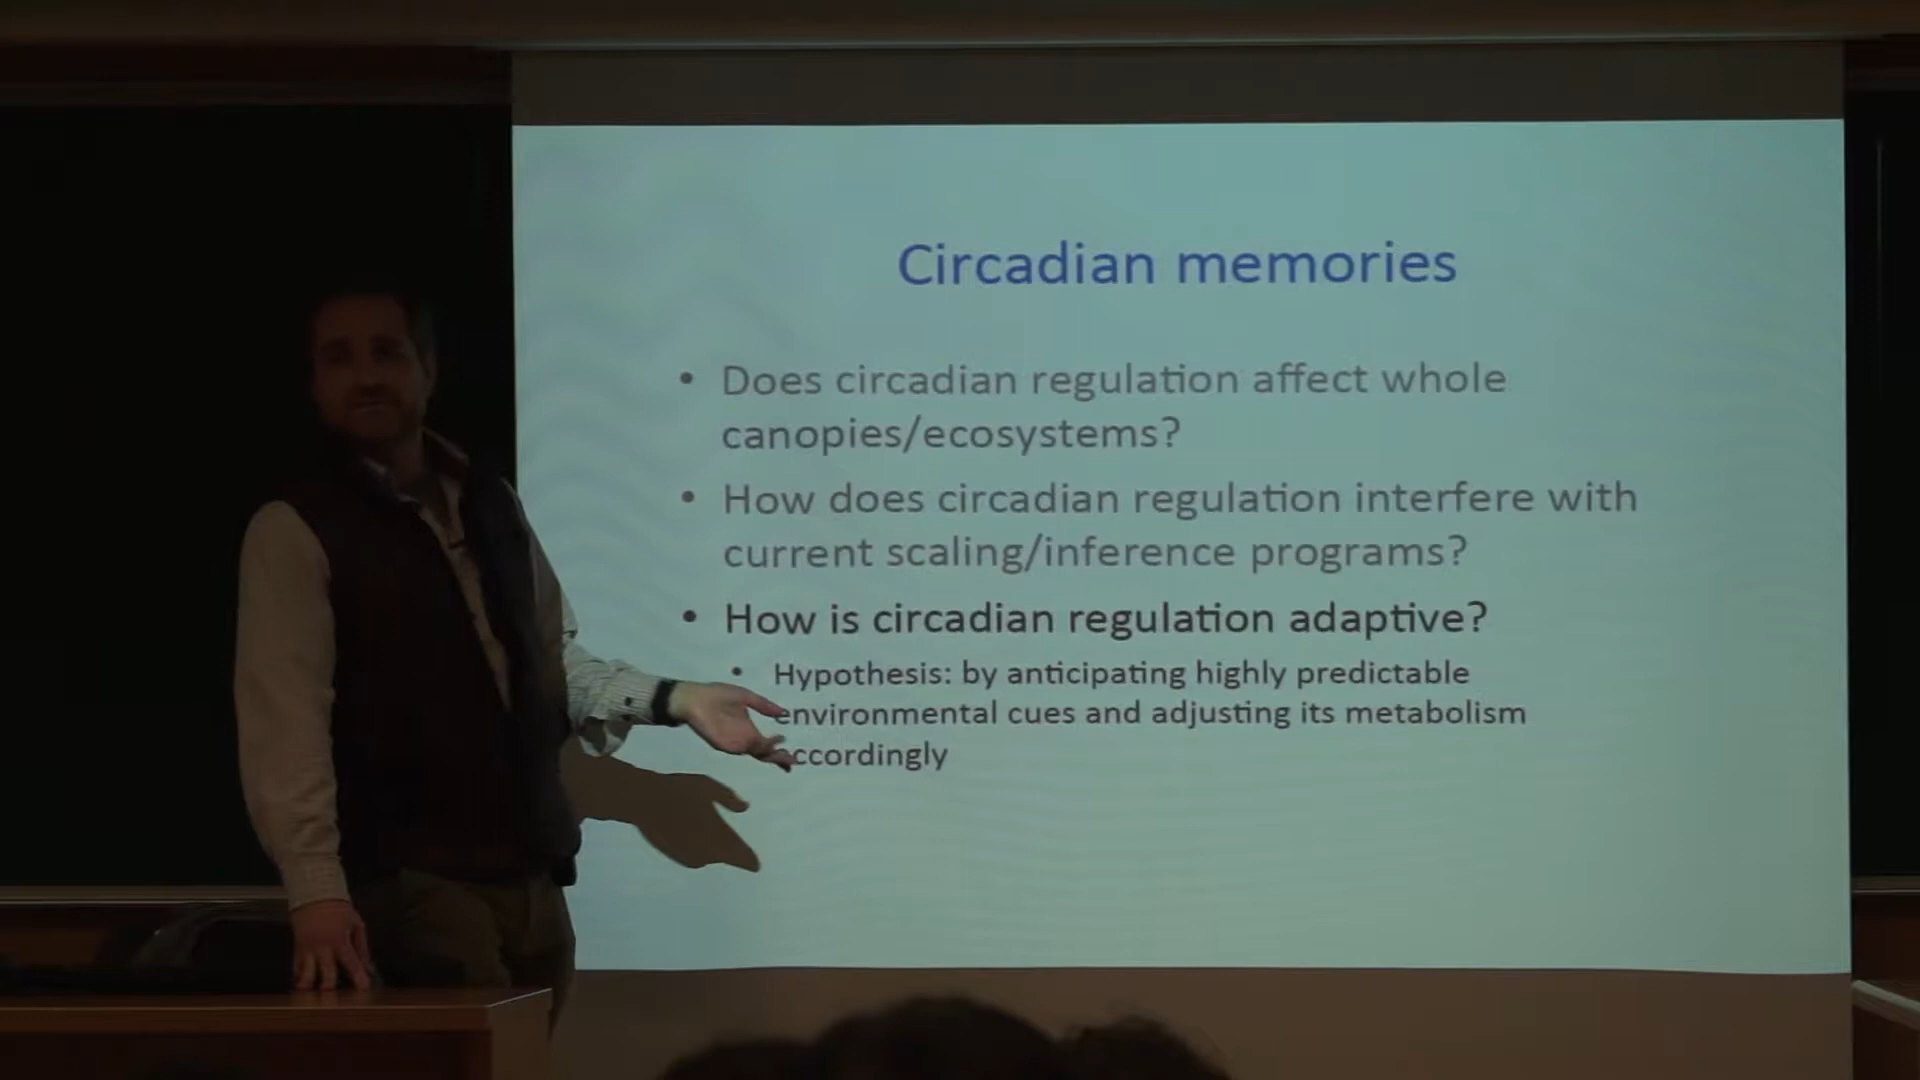 Circadian memories
• Does circadian regulation affect whole
canopies/ecosystems?
• How does circadian regulation interfere with
current scaling/inference programs?
• How is circadian regulation adaptive?
• Hypothesis: by anticipating highly predictable
environmental cues and adjusting its metabolism
accordingly